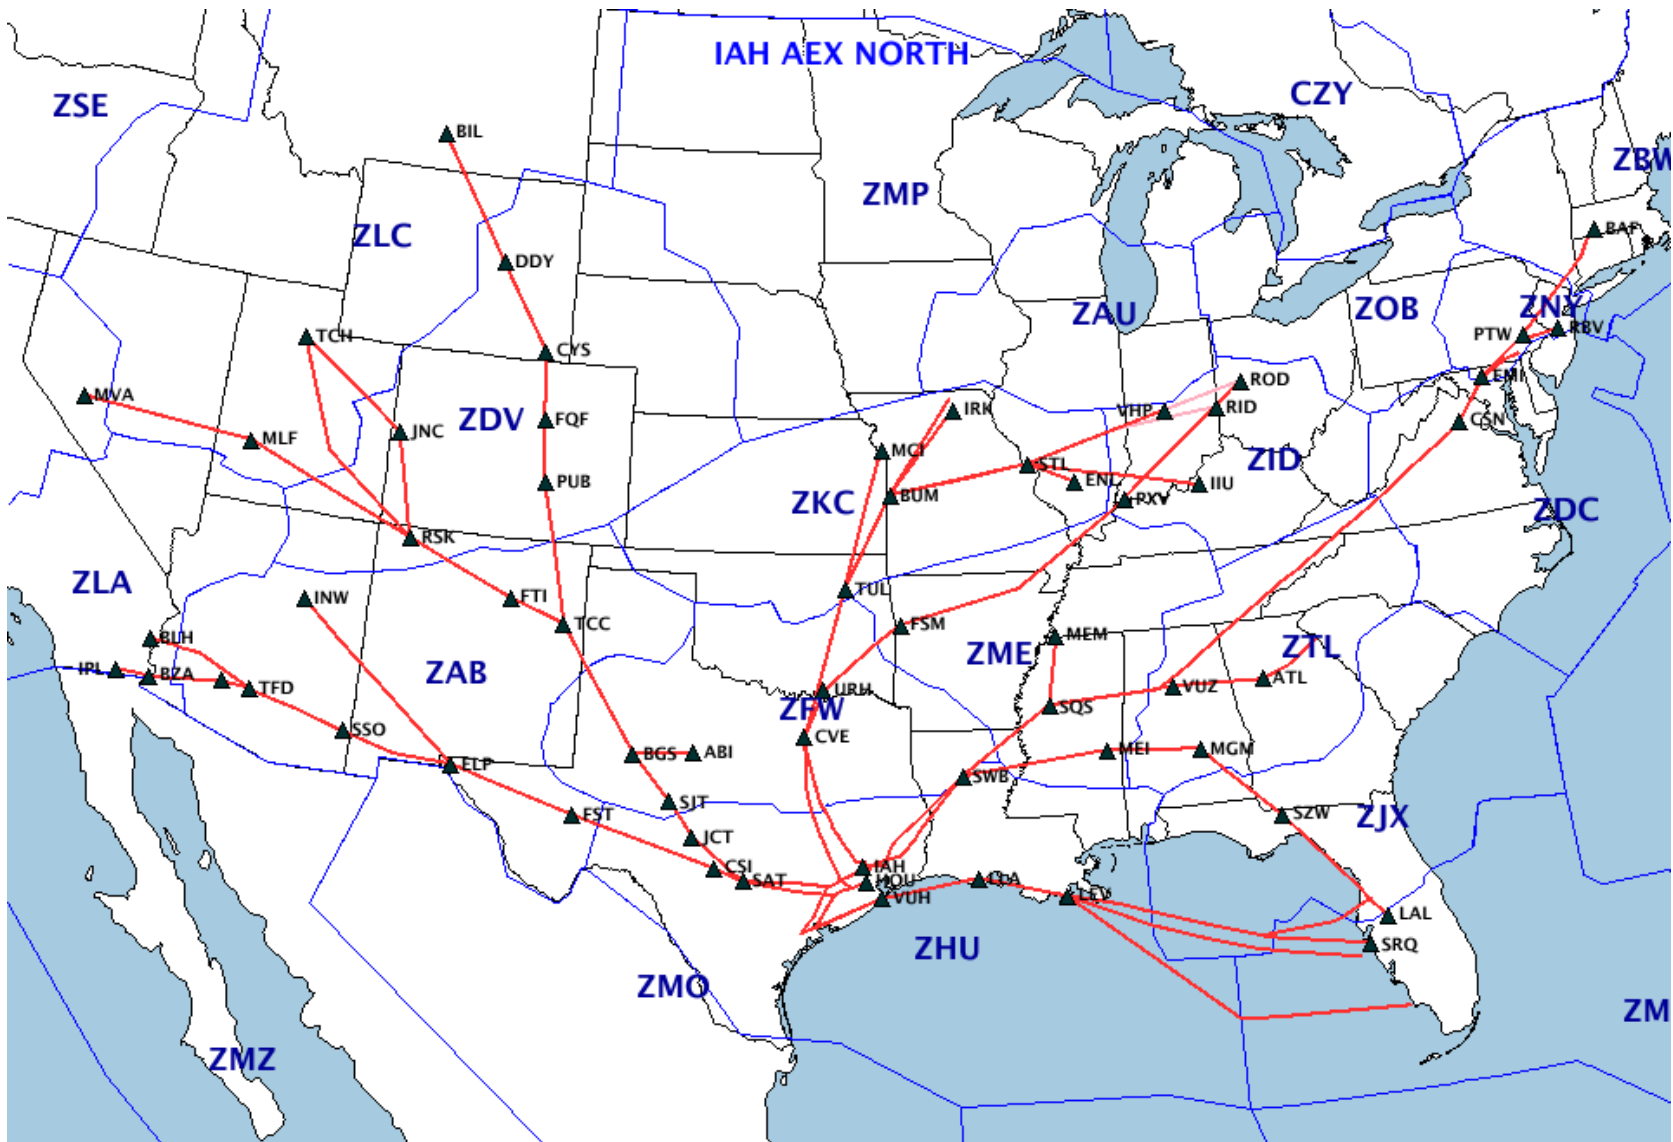 IAH AEX NORTH
ZSE
CZY
BIL
ZBW
ZMP
ZLC
BAF
DDY
ZNY
ZOB
ZAU
RBV
TCH
PTW
CYS
EMI
ROD
MVA
IRK
VHP
RID
ZDV
FQF
CSN
JNC
MLF
MCI
STL
ZID
PUB
ENL
IIU
BUM
ZKC
RXV
ZDC
RSK
ZLA
TUL
INW
FTI
TCC
FSM
BLH
MEM
ZME
ZTL
IPL
BZA
ZAB
ATL
TFD
URH
VUZ
ZFW
SQS
SSO
CVE
BGS
ABI
MEI
MGM
ELP
SWB
SJT
FST
SZW
ZJX
JCT
CSI
IAH
SAT
HOU
LLA
VUH
LEV
LAL
SRQ
ZHU
ZMO
ZM
ZMZ